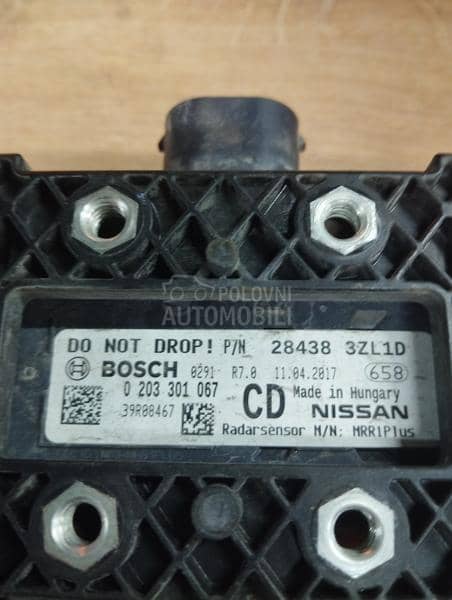 POLOVNI
AUTOMOBILI
DO NOT DROP! P/N 28438 3ZL1D
BOSCH 0291 R7.0 11.04.2017 658
0 203 301 067 CD Made in Hungary
39R08467 NISSAN
Radarsensor M/N: MRR1Plus